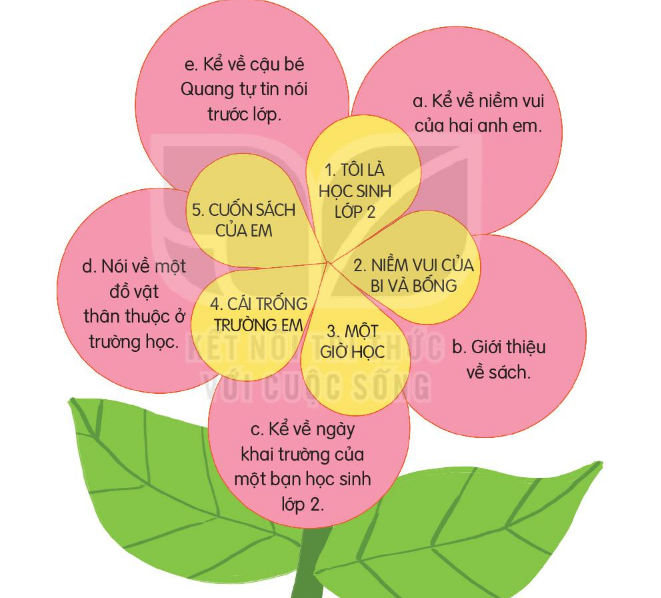 e. Kể về cậu bé
Quang tự tin nói
trước lớp.
a. Kể về niềm vui
của hai anh em.
1. TÔI LÀ
HỌC SINH
LỚP 2
5. CUỐN SÁCH
CỦA EM
2. NIỀM VUI CỦA
BI VÀ BỐNG
d. Nói về một
đồ vật
thân thuộc ở
trường học.
4. CÁI TRỐNG
TRƯỜNG EM
3. MỘT
GIỜ HỌC
b. Giới thiệu
về sách.
KẾT NỐI TRI THỨC
VỚI CUỘC SỐNG
c. Kể về ngày
khai trường của
một bạn học sinh
lớp 2.